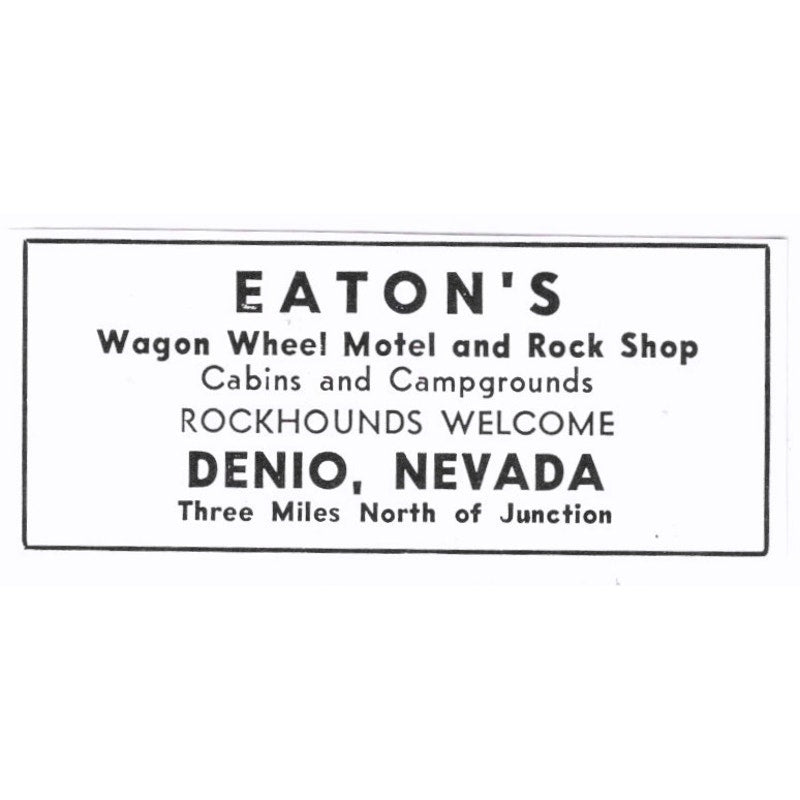 EATON'S
Wagon Wheel Motel and Rock Shop
Cabins and Campgrounds
ROCKHOUNDS WELCOME
DENIO, NEVADA
Three Miles North of Junction